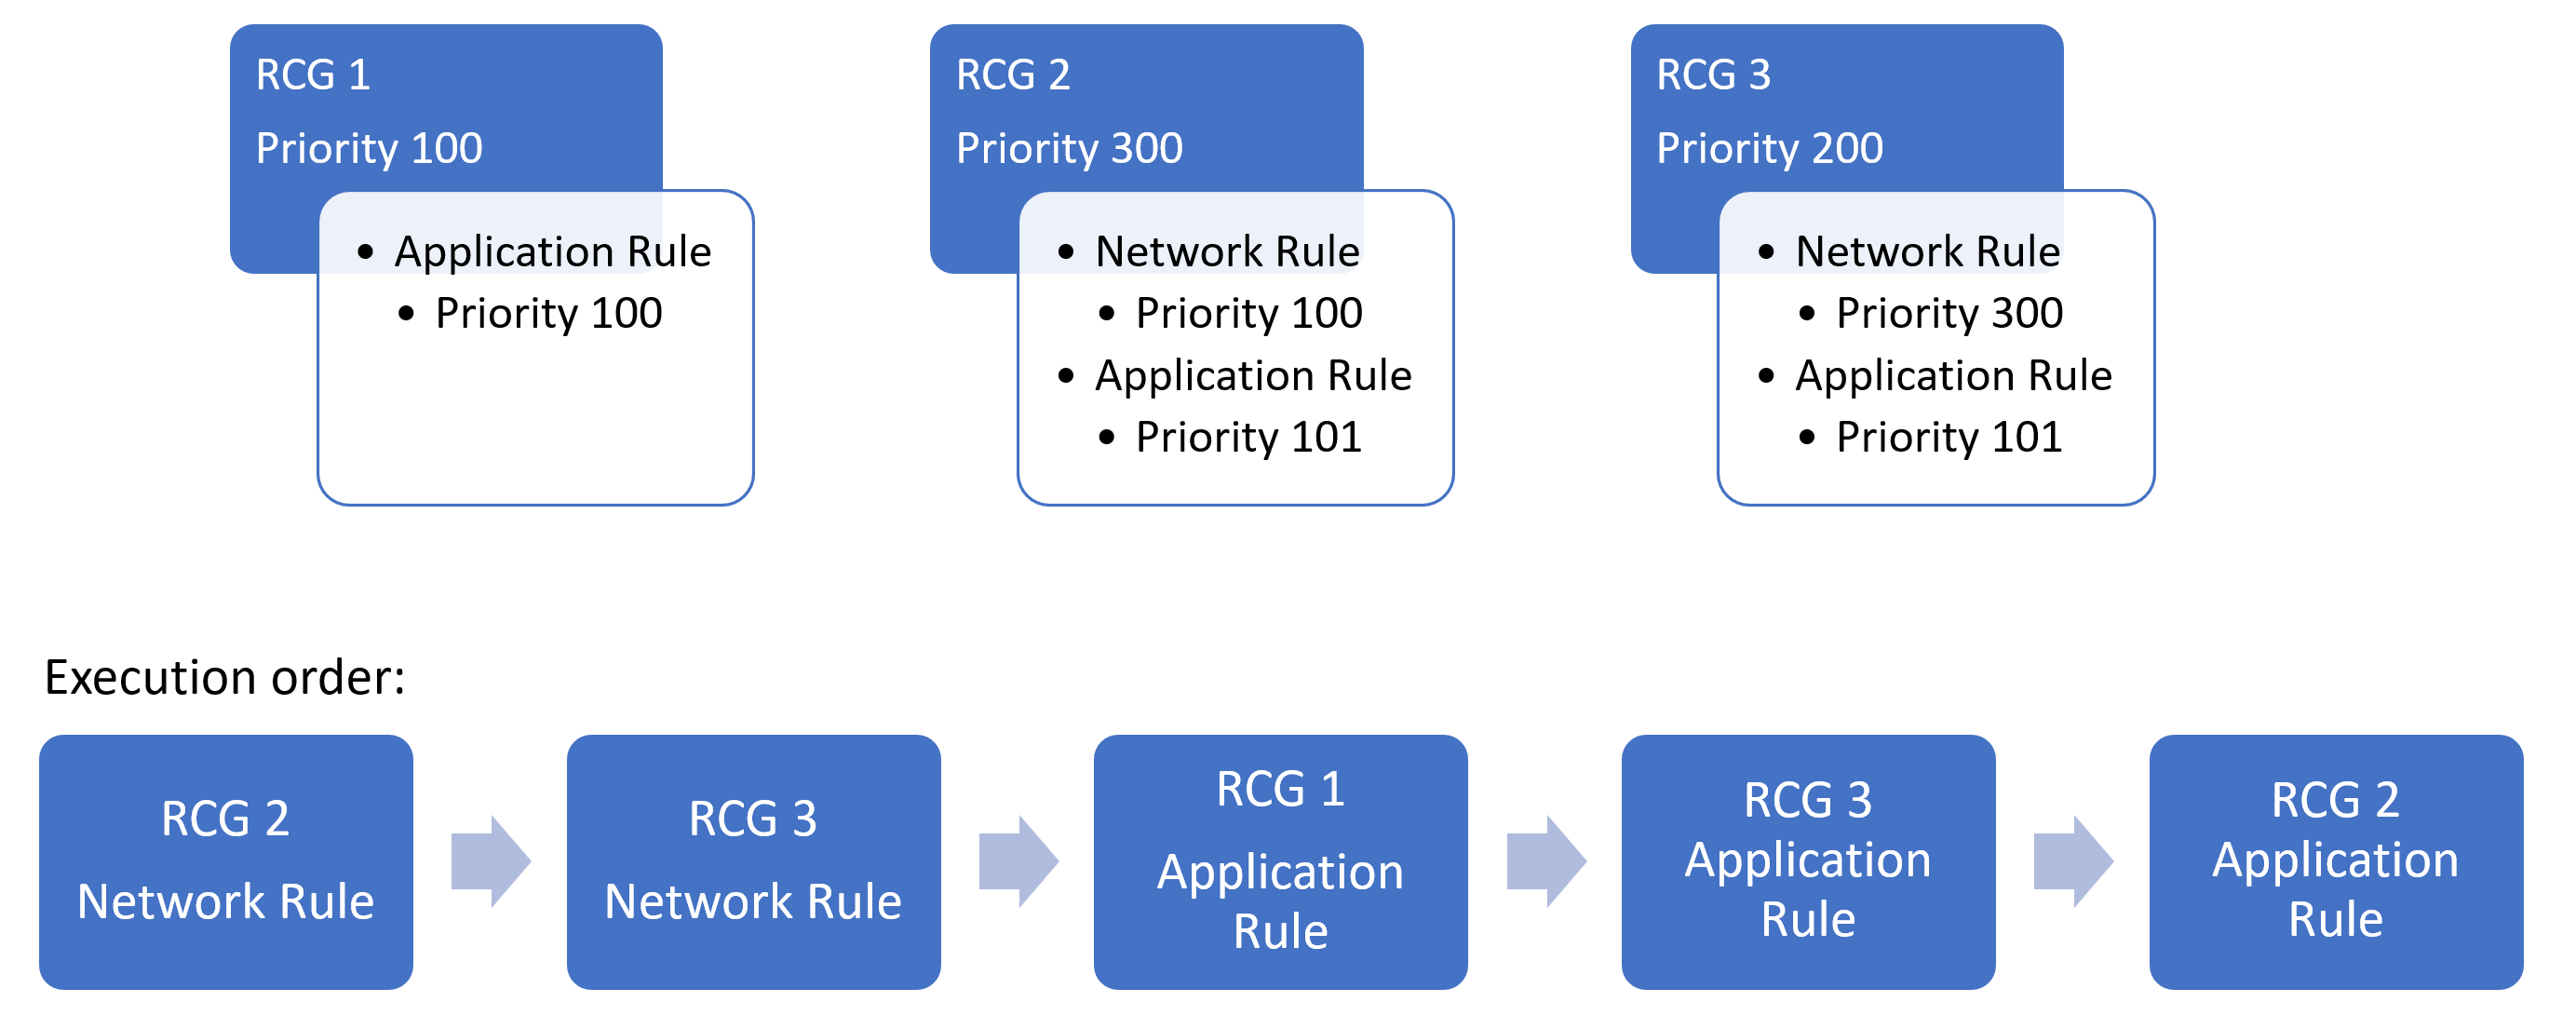 RCG 1
Priority 100
• Application Rule
• Priority 100
RCG 2
Priority 300
• Network Rule
• Priority 100
• Application Rule
• Priority 101
RCG 3
Priority 200
• Network Rule
• Priority 300
• Application Rule
• Priority 101
Execution order:
RCG 2
Network Rule
RCG 3
Network Rule
RCG 1
Application
Rule
RCG 3
Application
Rule
RCG 2
Application
Rule